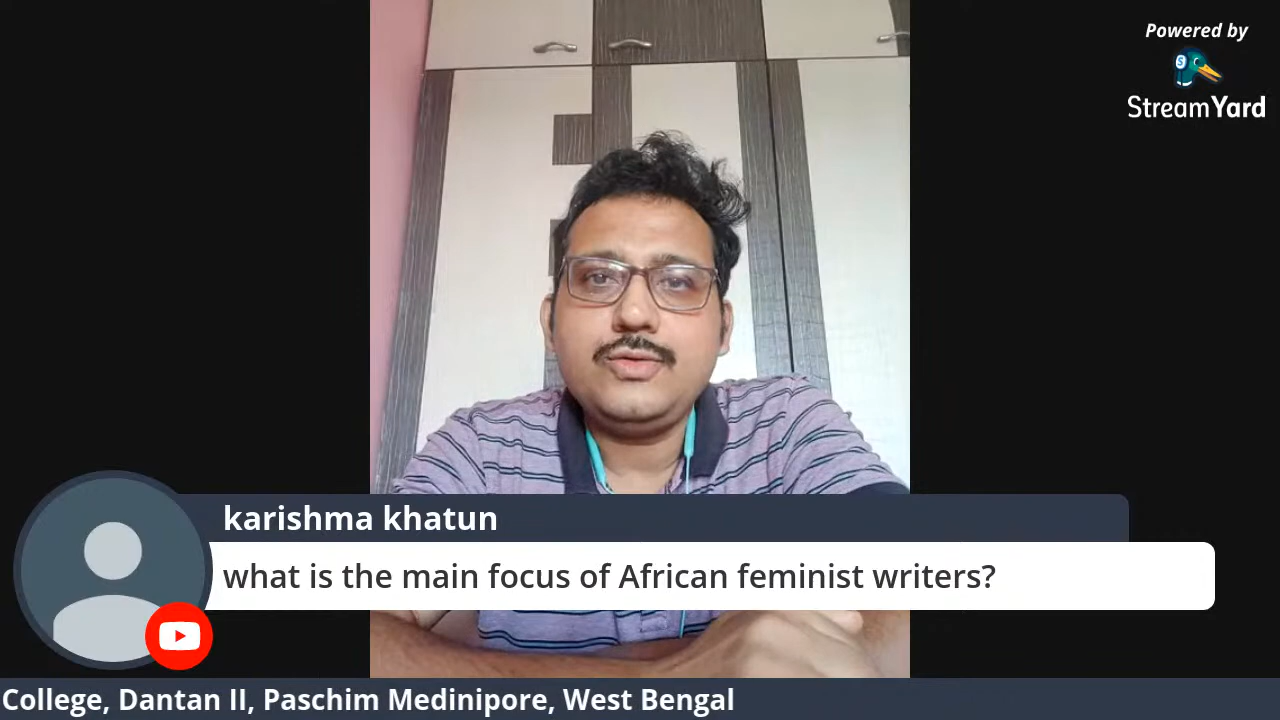 Powered by
StreamYard
karishma khatun
what is the main focus of African feminist writers?
College, Dantan II, Paschim Medinipore, West Bengal